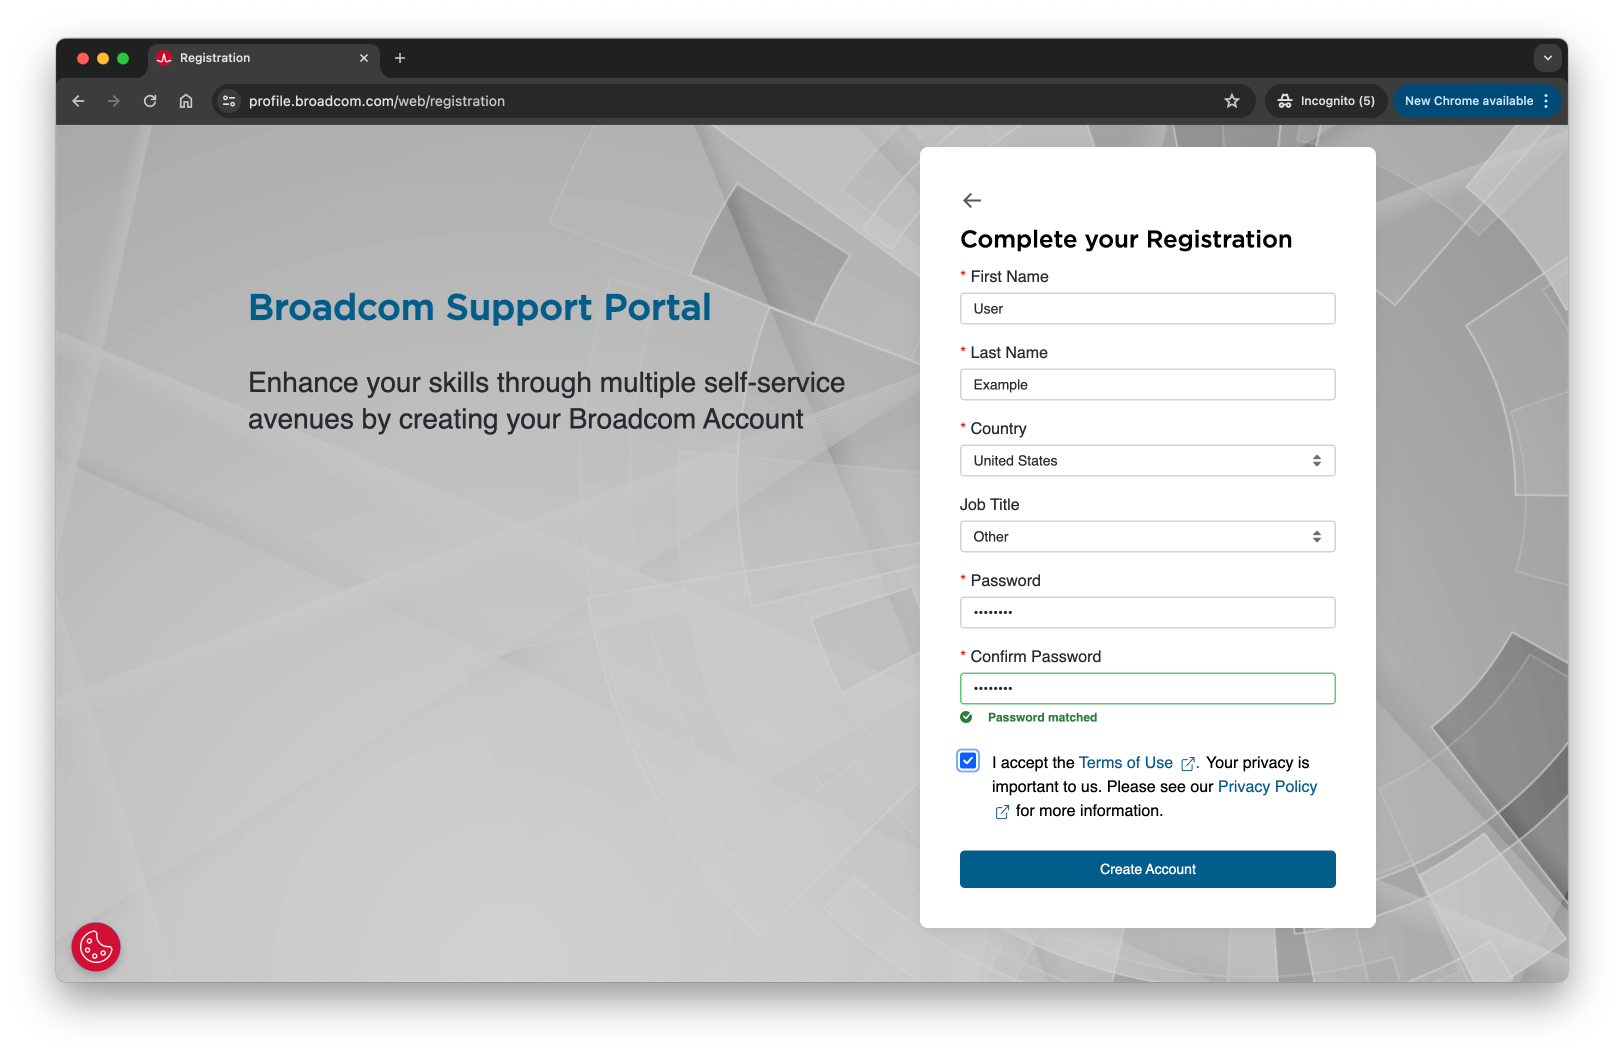 Registration
profile.broadcom.com/web/registration
Incognito (5)
New Chrome available
Broadcom Support Portal
Enhance your skills through multiple self-service
avenues by creating your Broadcom Account
Complete your Registration
* First Name
User
* Last Name
Example
* Country
United States
Job Title
Other
* Password
••••••••
* Confirm Password
••••••••
Password matched
I accept the Terms of Use . Your privacy is
important to us. Please see our Privacy Policy
for more information.
Create Account